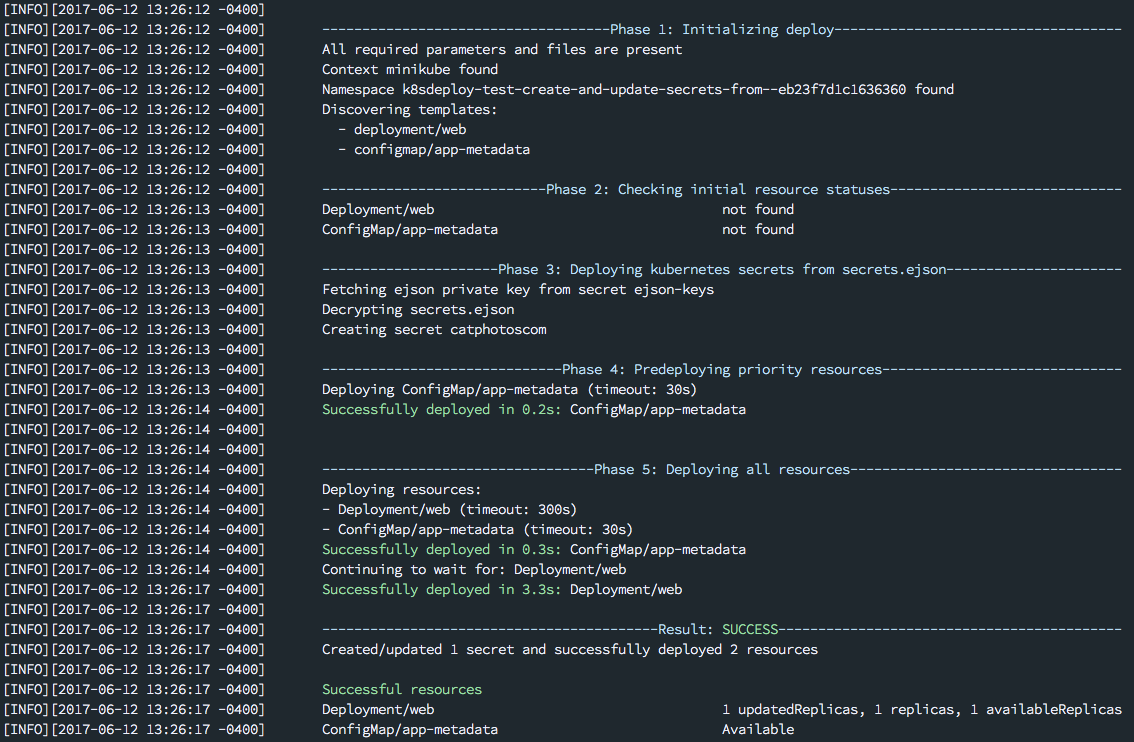 [INFO][2017-06-12 13:26:12 -0400]
[INFO][2017-06-12 13:26:12 -0400] ------------------------------------Phase 1: Initializing deploy------------------------------------
[INFO][2017-06-12 13:26:12 -0400] All required parameters and files are present
[INFO][2017-06-12 13:26:12 -0400] Context minikube found
[INFO][2017-06-12 13:26:12 -0400] Namespace k8sdeploy-test-create-and-update-secrets-from--eb23f7d1c1636360 found
[INFO][2017-06-12 13:26:12 -0400] Discovering templates:
[INFO][2017-06-12 13:26:12 -0400] - deployment/web
[INFO][2017-06-12 13:26:12 -0400] - configmap/app-metadata
[INFO][2017-06-12 13:26:12 -0400]
[INFO][2017-06-12 13:26:12 -0400] ----------------------------Phase 2: Checking initial resource statuses-----------------------------
[INFO][2017-06-12 13:26:13 -0400] Deployment/web not found
[INFO][2017-06-12 13:26:13 -0400] ConfigMap/app-metadata not found
[INFO][2017-06-12 13:26:13 -0400]
[INFO][2017-06-12 13:26:13 -0400] ----------------------Phase 3: Deploying kubernetes secrets from secrets.ejson----------------------
[INFO][2017-06-12 13:26:13 -0400] Fetching ejson private key from secret ejson-keys
[INFO][2017-06-12 13:26:13 -0400] Decrypting secrets.ejson
[INFO][2017-06-12 13:26:13 -0400] Creating secret catphotoscom
[INFO][2017-06-12 13:26:13 -0400]
[INFO][2017-06-12 13:26:13 -0400] ------------------------------Phase 4: Predeploying priority resources------------------------------
[INFO][2017-06-12 13:26:13 -0400] Deploying ConfigMap/app-metadata (timeout: 30s)
[INFO][2017-06-12 13:26:14 -0400] Successfully deployed in 0.2s: ConfigMap/app-metadata
[INFO][2017-06-12 13:26:14 -0400]
[INFO][2017-06-12 13:26:14 -0400]
[INFO][2017-06-12 13:26:14 -0400] ----------------------------------Phase 5: Deploying all resources----------------------------------
[INFO][2017-06-12 13:26:14 -0400] Deploying resources:
[INFO][2017-06-12 13:26:14 -0400] - Deployment/web (timeout: 300s)
[INFO][2017-06-12 13:26:14 -0400] - ConfigMap/app-metadata (timeout: 30s)
[INFO][2017-06-12 13:26:14 -0400] Successfully deployed in 0.3s: ConfigMap/app-metadata
[INFO][2017-06-12 13:26:14 -0400] Continuing to wait for: Deployment/web
[INFO][2017-06-12 13:26:17 -0400] Successfully deployed in 3.3s: Deployment/web
[INFO][2017-06-12 13:26:17 -0400]
[INFO][2017-06-12 13:26:17 -0400] ------------------------------------------Result: SUCCESS-------------------------------------------
[INFO][2017-06-12 13:26:17 -0400] Created/updated 1 secret and successfully deployed 2 resources
[INFO][2017-06-12 13:26:17 -0400]
[INFO][2017-06-12 13:26:17 -0400] Successful resources
[INFO][2017-06-12 13:26:17 -0400] Deployment/web 1 updatedReplicas, 1 replicas, 1 availableReplicas
[INFO][2017-06-12 13:26:17 -0400] ConfigMap/app-metadata Available